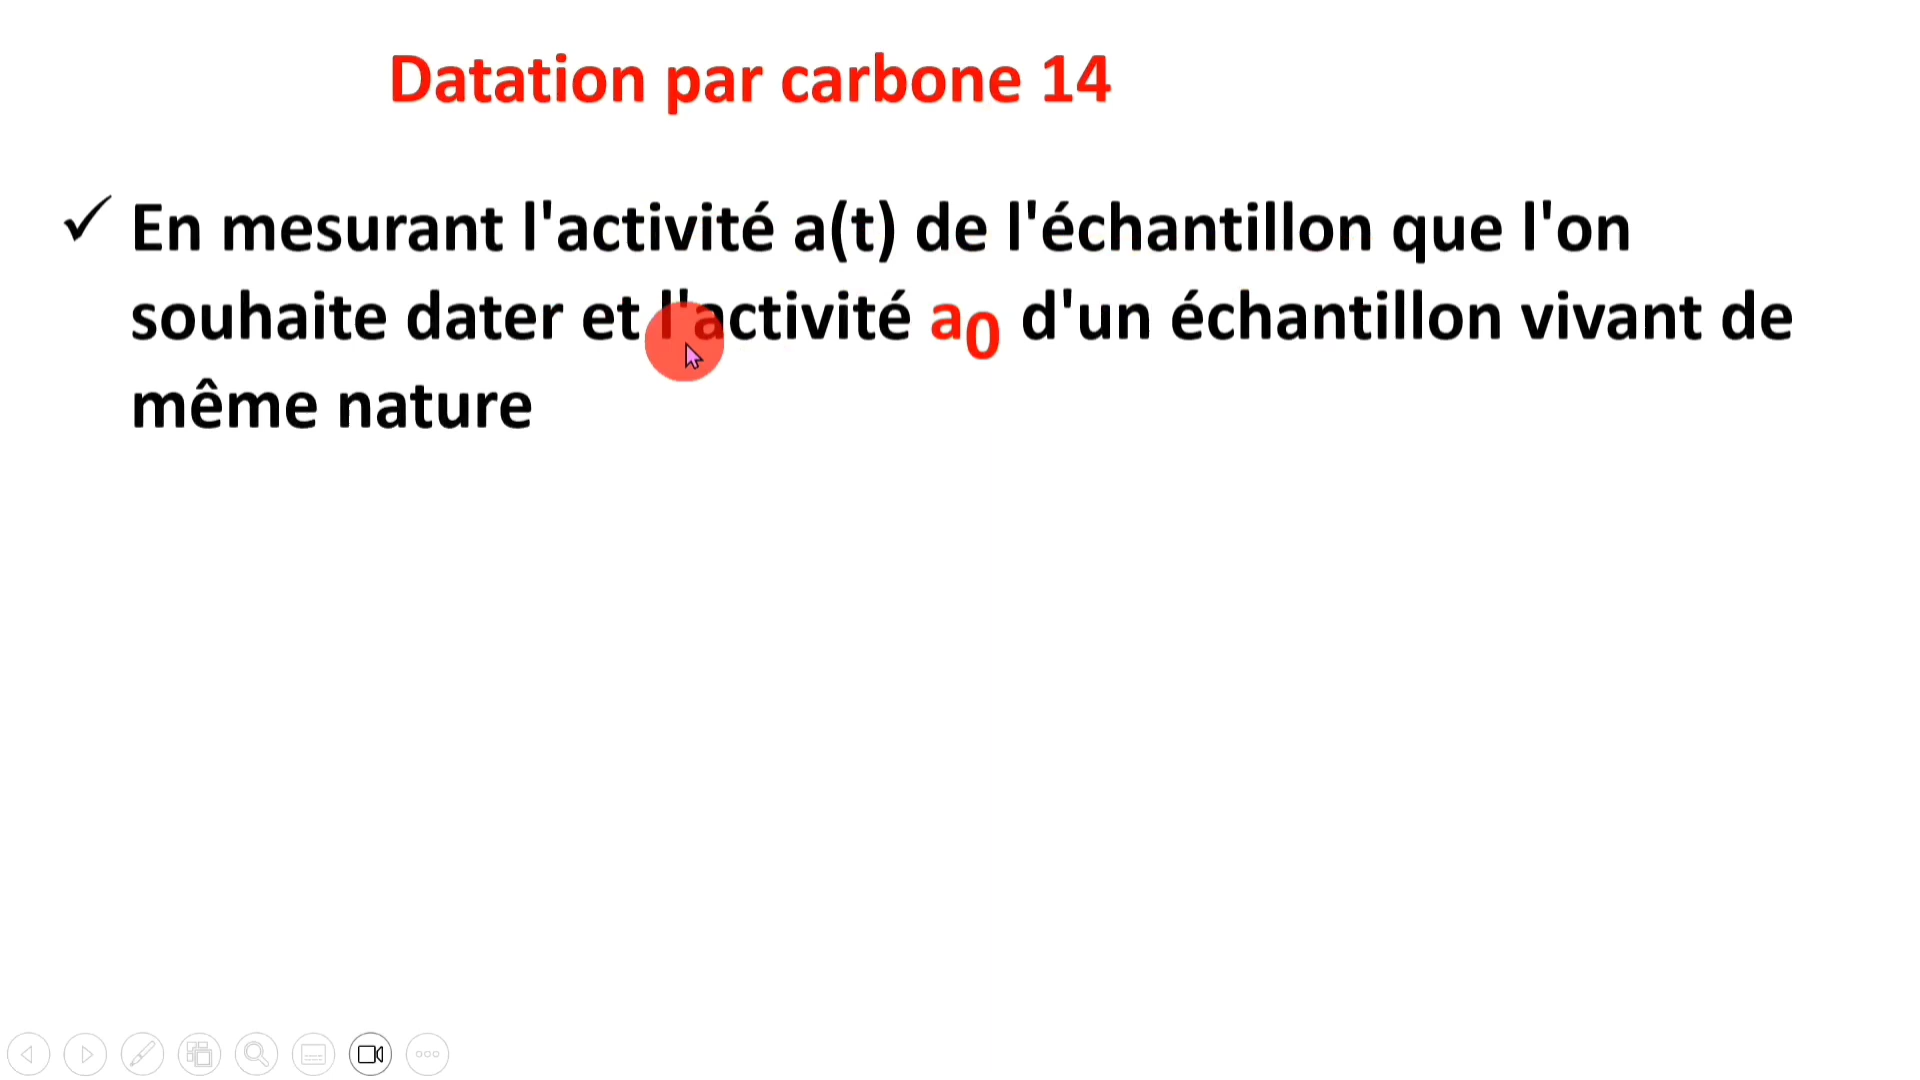 Datation par carbone 14
✓ En mesurant l'activité a(t) de l'échantillon que l'on
souhaite dater et l'activité a₀ d'un échantillon vivant de
même nature